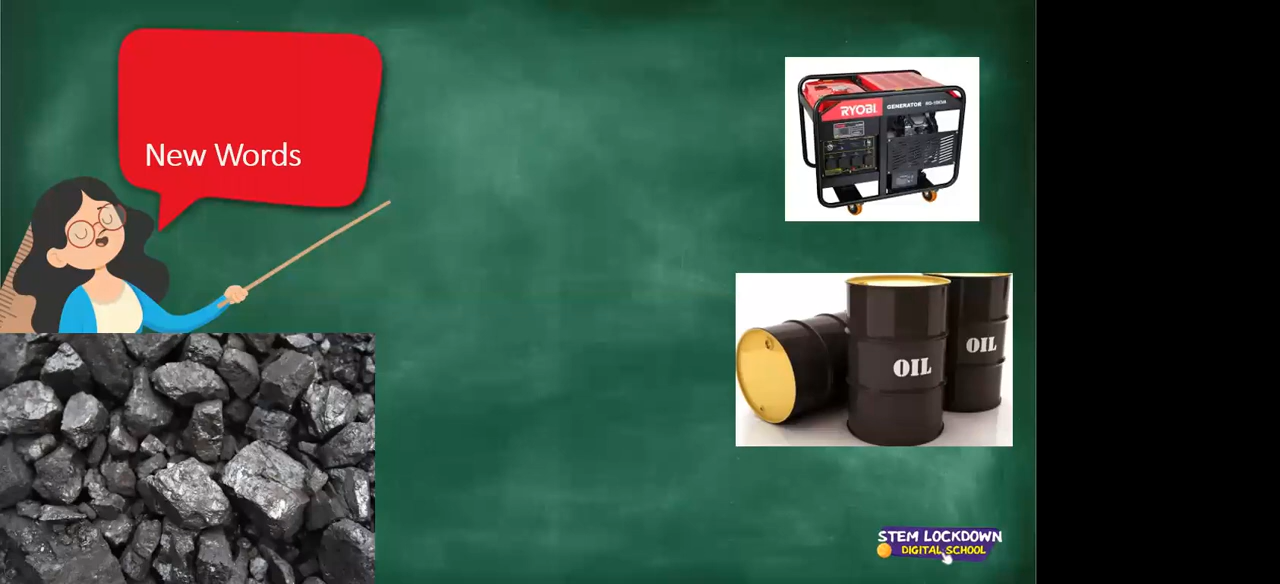 New Words
RYOBI GENERATOR
OIL
OIL
STEM LOCKDOWN
DIGITAL SCHOOL